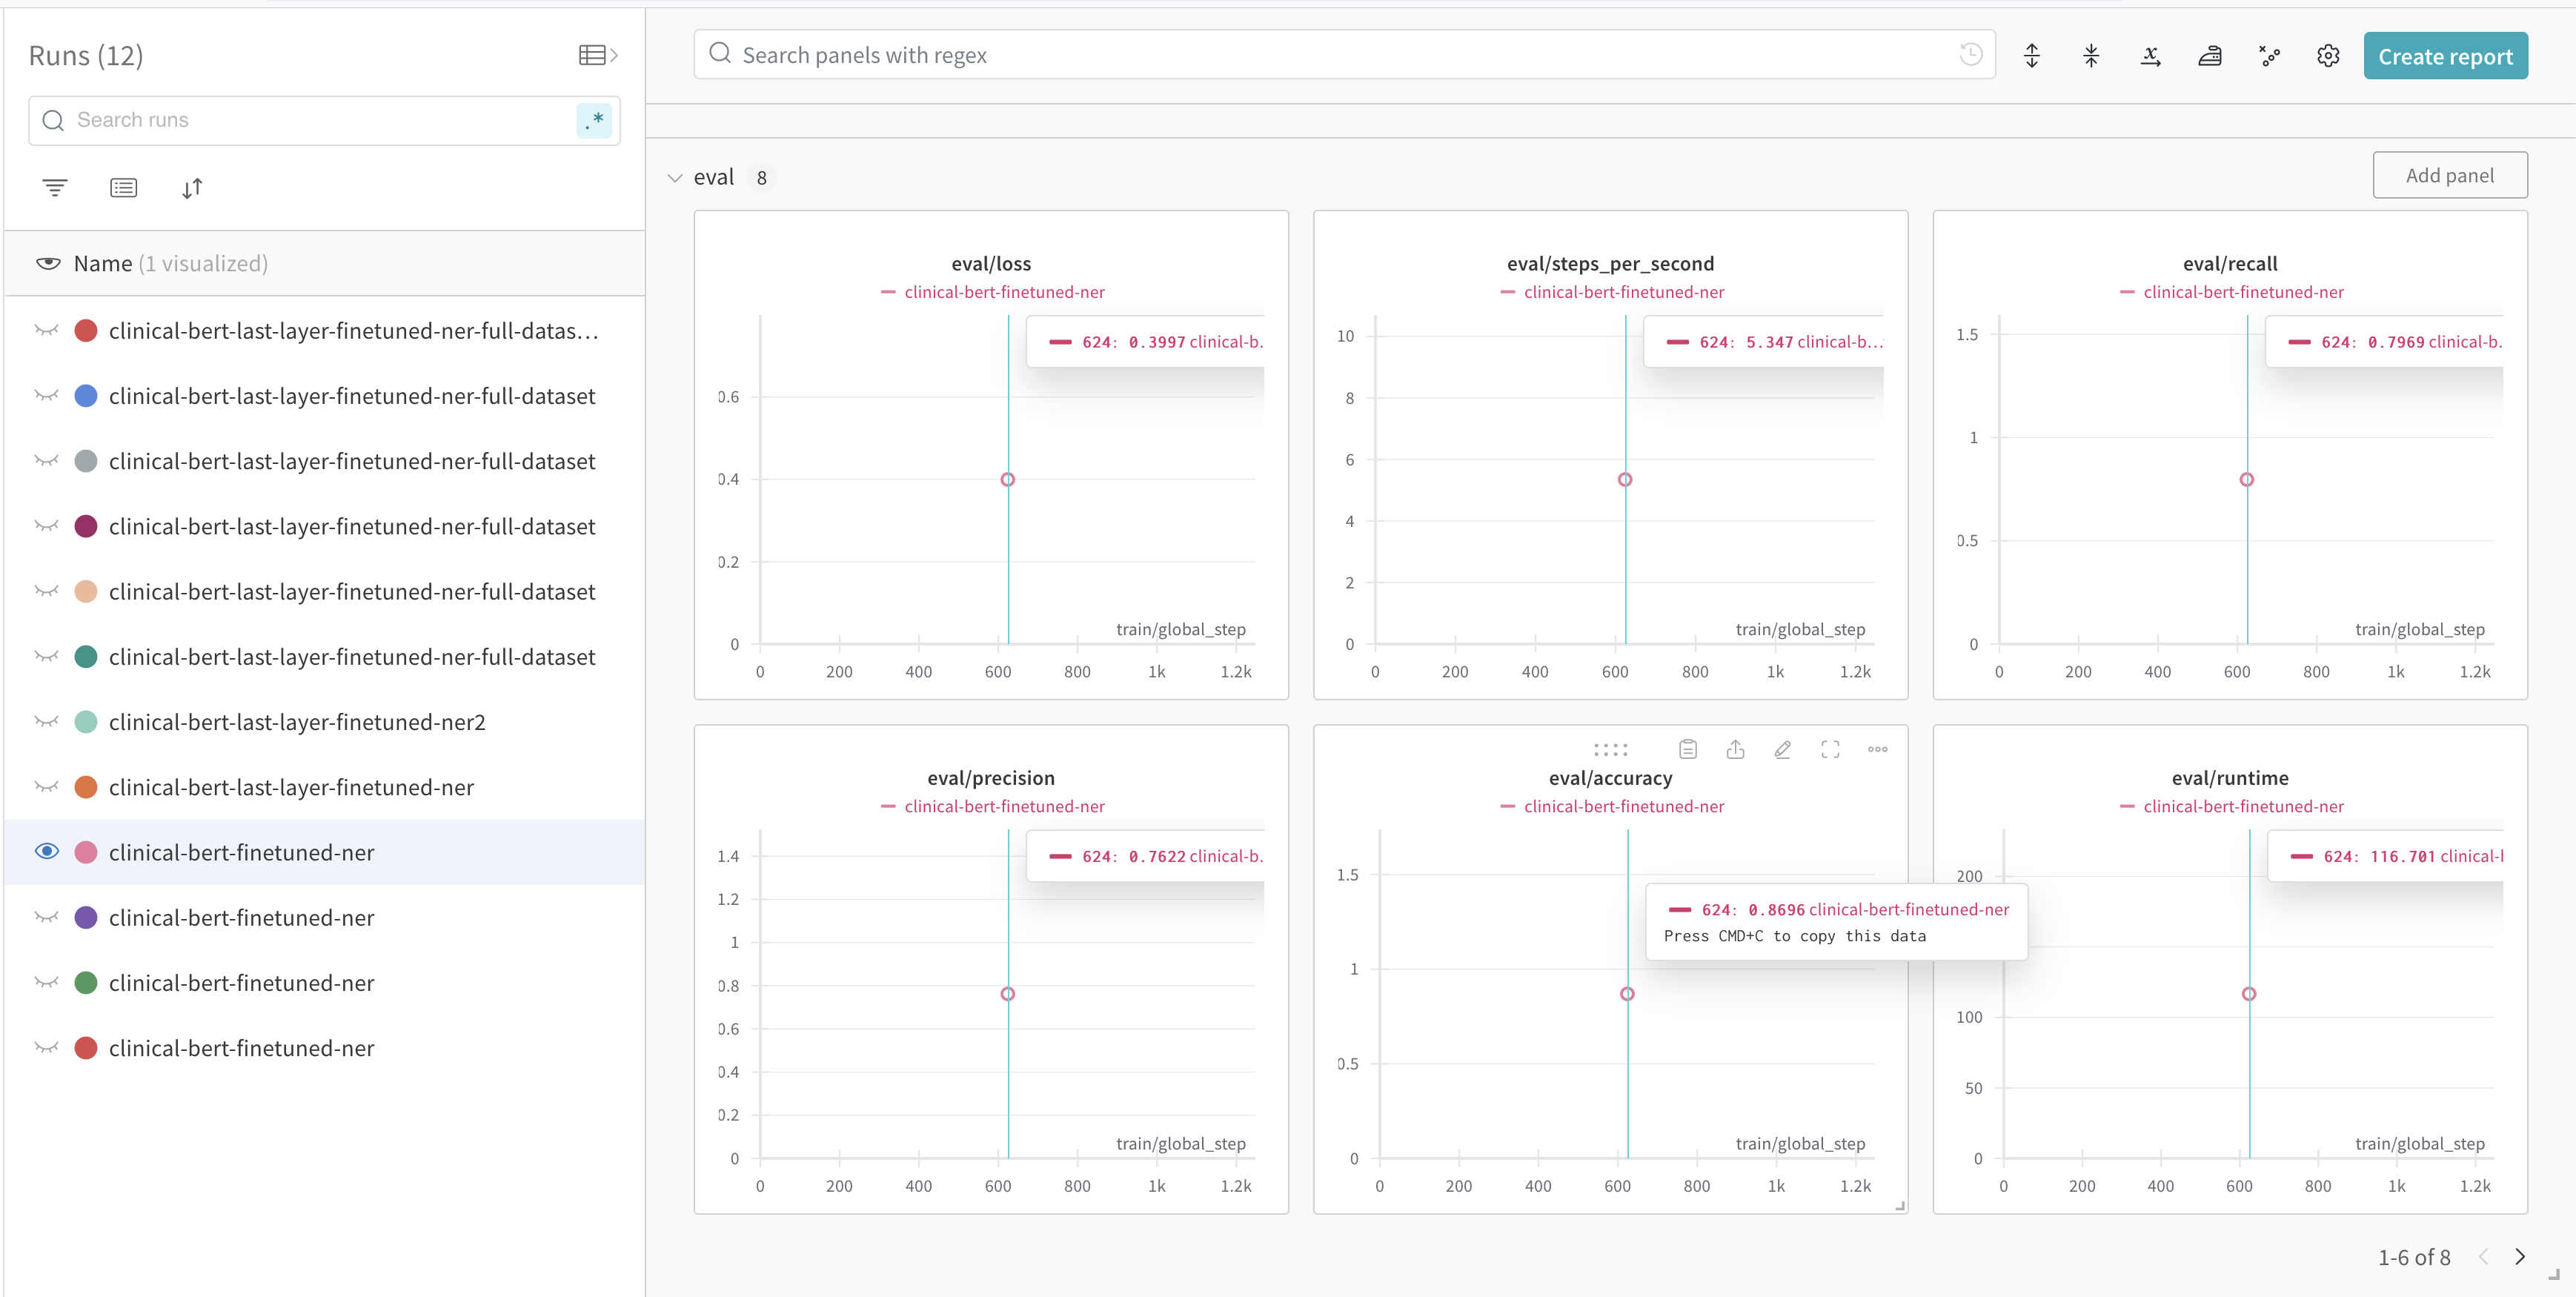 Runs (12)
Search runs
.*
Name (1 visualized)
clinical-bert-last-layer-finetuned-ner-full-datas…
clinical-bert-last-layer-finetuned-ner-full-dataset
clinical-bert-last-layer-finetuned-ner-full-dataset
clinical-bert-last-layer-finetuned-ner-full-dataset
clinical-bert-last-layer-finetuned-ner-full-dataset
clinical-bert-last-layer-finetuned-ner-full-dataset
clinical-bert-last-layer-finetuned-ner2
clinical-bert-last-layer-finetuned-ner
clinical-bert-finetuned-ner
clinical-bert-finetuned-ner
clinical-bert-finetuned-ner
clinical-bert-finetuned-ner
Search panels with regex
Create report
eval 8
Add panel
eval/loss
clinical-bert-finetuned-ner
624: 0.3997 clinical-b.
0.6
0.4
0.2
0
train/global_step
0 200 400 600 800 1k 1.2k
eval/steps_per_second
clinical-bert-finetuned-ner
624: 5.347 clinical-b…
10
8
6
4
2
0
train/global_step
0 200 400 600 800 1k 1.2k
eval/recall
clinical-bert-finetuned-ner
624: 0.7969 clinical-b.
1.5
1
0.5
0
train/global_step
0 200 400 600 800 1k 1.2k
eval/precision
clinical-bert-finetuned-ner
624: 0.7622 clinical-b.
1.4
1.2
1
0.8
0.6
0.4
0.2
0
train/global_step
0 200 400 600 800 1k 1.2k
eval/accuracy
clinical-bert-finetuned-ner
624: 0.8696 clinical-bert-finetuned-ner
Press CMD+C to copy this data
1.5
1
0.5
0
train/global_step
0 200 400 600 800 1k 1.2k
eval/runtime
clinical-bert-finetuned-ner
624: 116.701 clinical-l
200
100
50
0
train/global_step
0 200 400 600 800 1k 1.2k
1-6 of 8